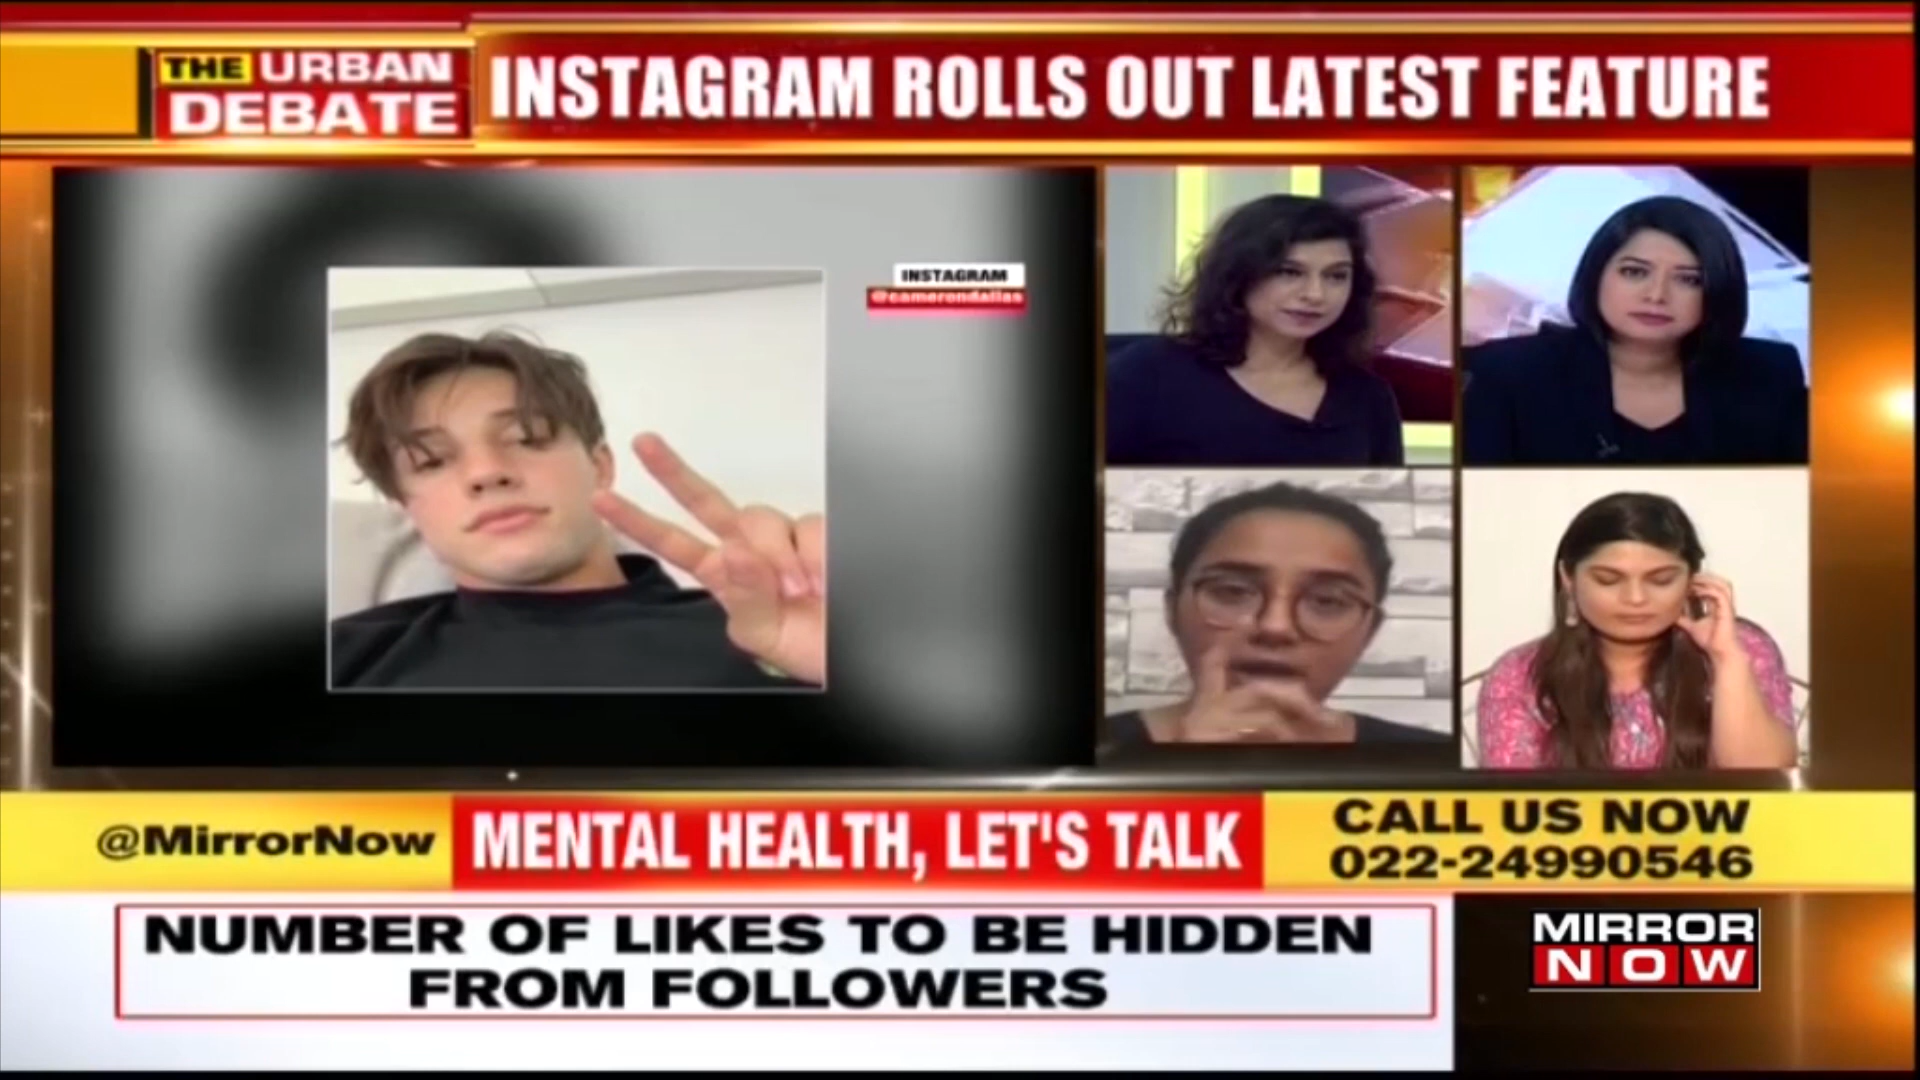 THE URBAN
DEBATE
INSTAGRAM ROLLS OUT LATEST FEATURE
INSTAGRAM
@camerondallas
@MirrorNow
MENTAL HEALTH, LET'S TALK
CALL US NOW
022-24990546
NUMBER OF LIKES TO BE HIDDEN
FROM FOLLOWERS
MIRROR
NOW